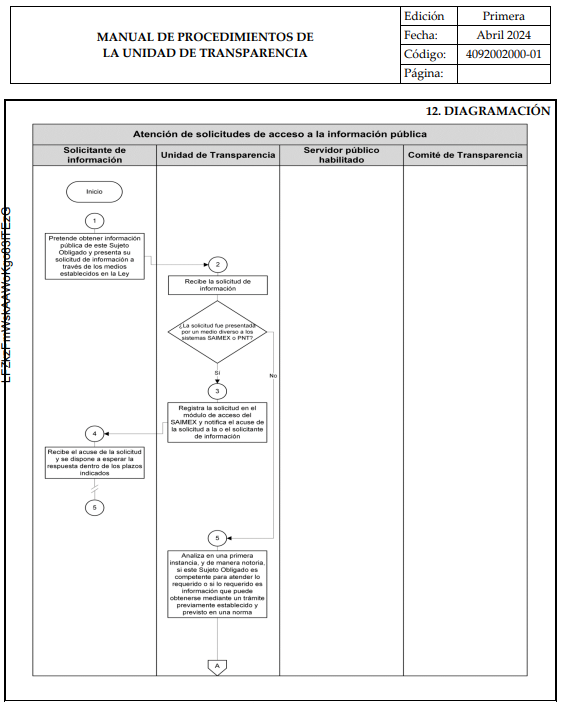 MANUAL DE PROCEDIMIENTOS DE
LA UNIDAD DE TRANSPARENCIA
Edición Primera
Fecha: Abril 2024
Código: 4092002000-01
Página:
12. DIAGRAMACIÓN
Atención de solicitudes de acceso a la información pública
Solicitante de
información
Unidad de Transparencia
Servidor público
habilitado
Comité de Transparencia
Inicio
1
Pretende obtener información
pública de este Sujeto
Obligado y presenta su
solicitud de información a
través de los medios
establecidos en la Ley
2
Recibe la solicitud de
información
¿La solicitud fue presentada
por un medio diverso a los
sistemas SAIMEX o PNT?
Sí
No
3
Registra la solicitud en el
módulo de acceso del
SAIMEX y notifica el acuse de
la solicitud a la o el solicitante
de información
4
Recibe el acuse de la solicitud
y se dispone a esperar la
respuesta dentro de los plazos
indicados
5
5
Analiza en una primera
instancia, y de manera notoria,
si este Sujeto Obligado es
competente para atender lo
requerido o si lo requerido es
información que puede
obtenerse mediante un trámite
previamente establecido y
previsto en una norma
A